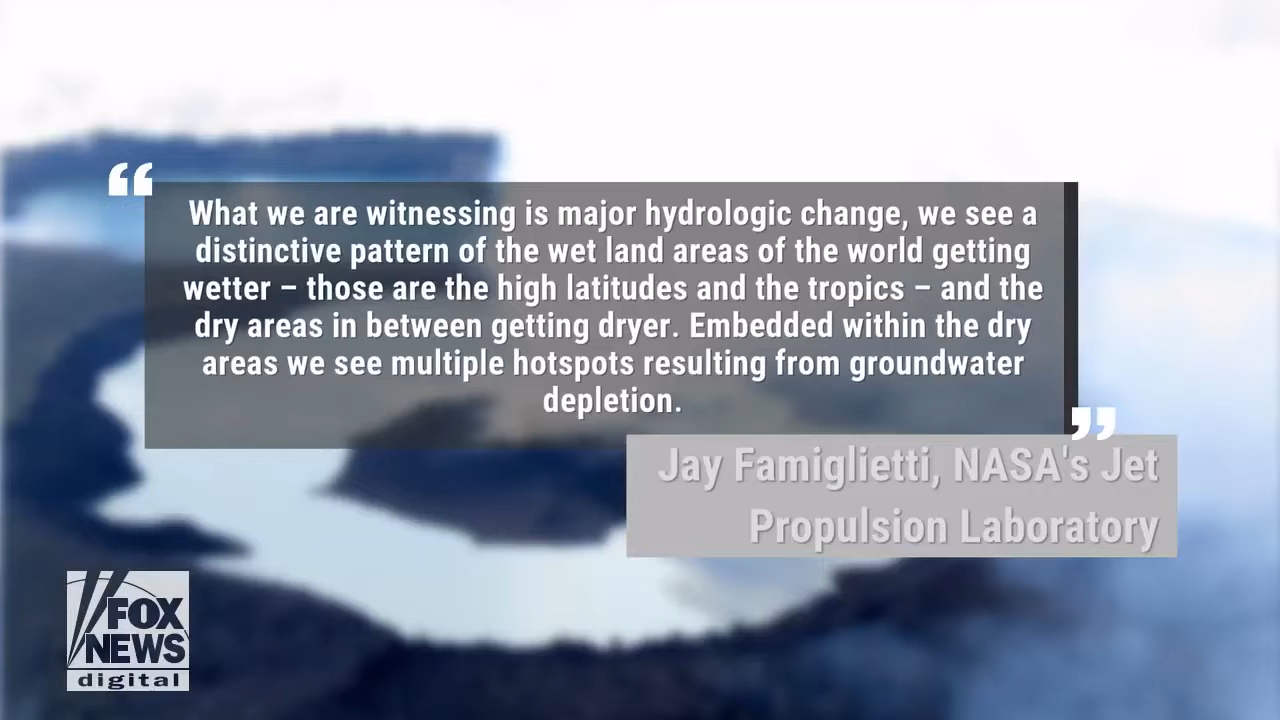 “
What we are witnessing is major hydrologic change, we see a
distinctive pattern of the wet land areas of the world getting
wetter – those are the high latitudes and the tropics – and the
dry areas in between getting dryer. Embedded within the dry
areas we see multiple hotspots resulting from groundwater
depletion.
”
Jay Famiglietti, NASA's Jet
Propulsion Laboratory
FOX
NEWS
digital